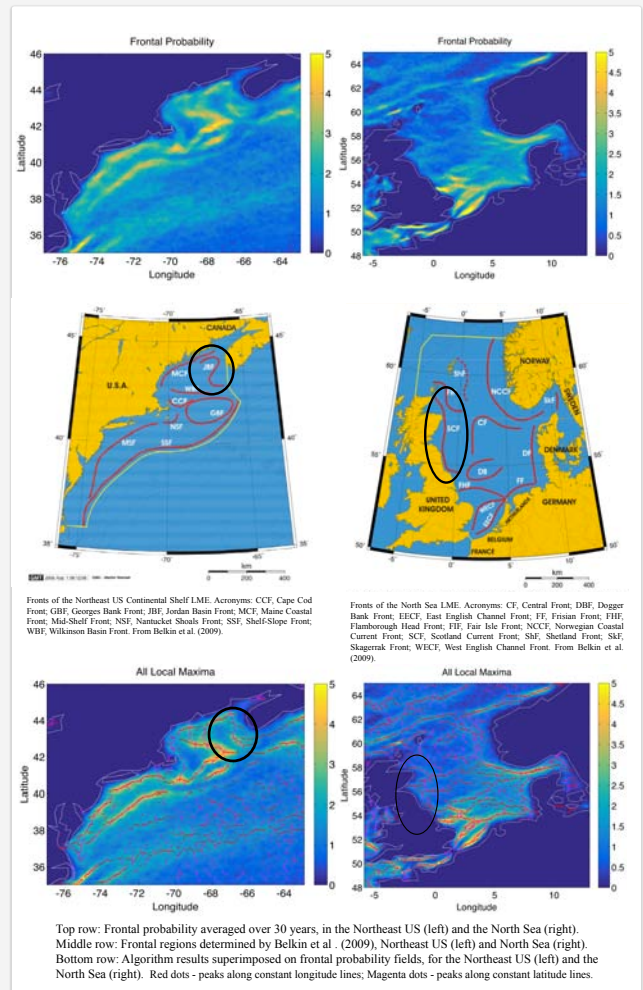 Frontal Probability
Frontal Probability
46
44
42
40
38
36
Latitude
-76
-74
-72
-70
-68
-66
-64
Longitude
5
4
3
2
1
0
64
62
60
58
56
54
52
50
48
Latitude
-5
0
5
10
Longitude
5
4.5
4
3.5
3
2.5
2
1.5
1
0.5
0
CANADA
U.S.A.
MCF
JBF
CCF
GBF
NSF
MSF
SSF
km
0 200 400
NORWAY
SWEDEN
DENMARK
GERMANY
NETHERLANDS
BELGIUM
FRANCE
UNITED
KINGDOM
ShF
NCCF
SkF
SCF
CF
DB
FHF
FF
km
0 200 400
Fronts of the Northeast US Continental Shelf LME. Acronyms: CCF, Cape Cod
Front; GBF, Georges Bank Front; JBF, Jordan Basin Front; MCF, Maine Coastal
Front; Mid-Shelf Front; NSF, Nantucket Shoals Front; SSF, Shelf-Slope Front;
WBF, Wilkinson Basin Front. From Belkin et al. (2009).
Fronts of the North Sea LME. Acronyms: CF, Central Front; DBF, Dogger
Bank Front; EECF, East English Channel Front; FF, Frisian Front; FHF,
Flamborough Head Front; FIF, Fair Isle Front; NCCF, Norwegian Coastal
Current Front; SCF, Scotland Current Front; ShF, Shetland Front; SkF,
Skagerrak Front; WECF, West English Channel Front. From Belkin et al.
(2009).
All Local Maxima
All Local Maxima
46
44
42
40
38
36
Latitude
-76
-74
-72
-70
-68
-66
-64
Longitude
5
4
3
2
1
0
64
62
60
58
56
54
52
50
48
Latitude
-5
0
5
10
Longitude
5
4.5
4
3.5
3
2.5
2
1.5
1
0.5
0
Top row: Frontal probability averaged over 30 years, in the Northeast US (left) and the North Sea (right).
Middle row: Frontal regions determined by Belkin et al . (2009), Northeast US (left) and North Sea (right).
Bottom row: Algorithm results superimposed on frontal probability fields, for the Northeast US (left) and the
North Sea (right). Red dots - peaks along constant longitude lines; Magenta dots - peaks along constant latitude lines.